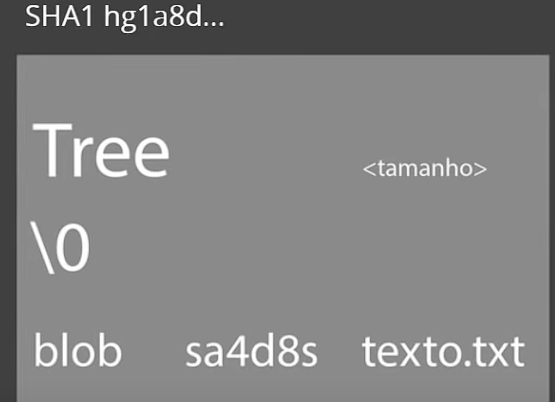 SHA1 hg1a8d...
Tree <tamanho>
\0
blob sa4d8s texto.txt